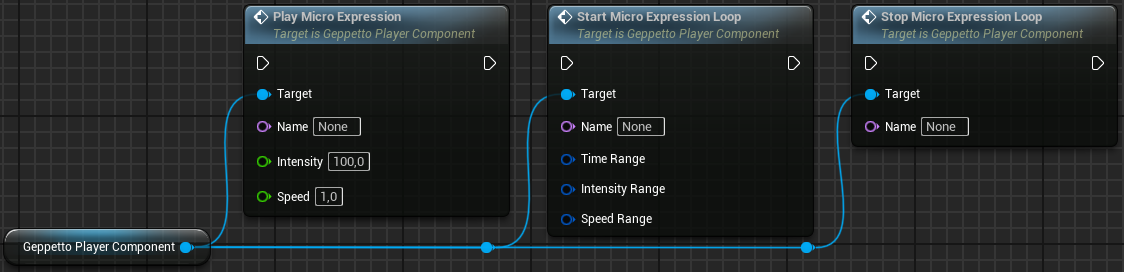 Play Micro Expression
Target is Geppetto Player Component
Target
Name None
Intensity 100,0
Speed 1,0
Start Micro Expression Loop
Target is Geppetto Player Component
Target
Name None
Time Range
Intensity Range
Speed Range
Stop Micro Expression Loop
Target is Geppetto Player Component
Target
Name None
Geppetto Player Component